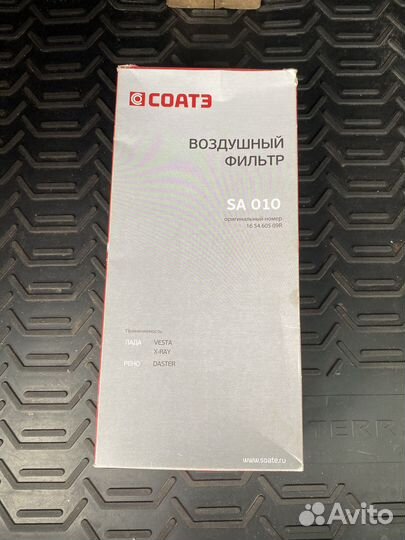 СОАТЭ
ВОЗДУШНЫЙ
ФИЛЬТР
SA 010
оригинальный номер
16 54 605 09R
Применяемость:
ЛАДА VESTA
X-RAY
РЕНО DASTER
TERR
www.soate.ru
Avito